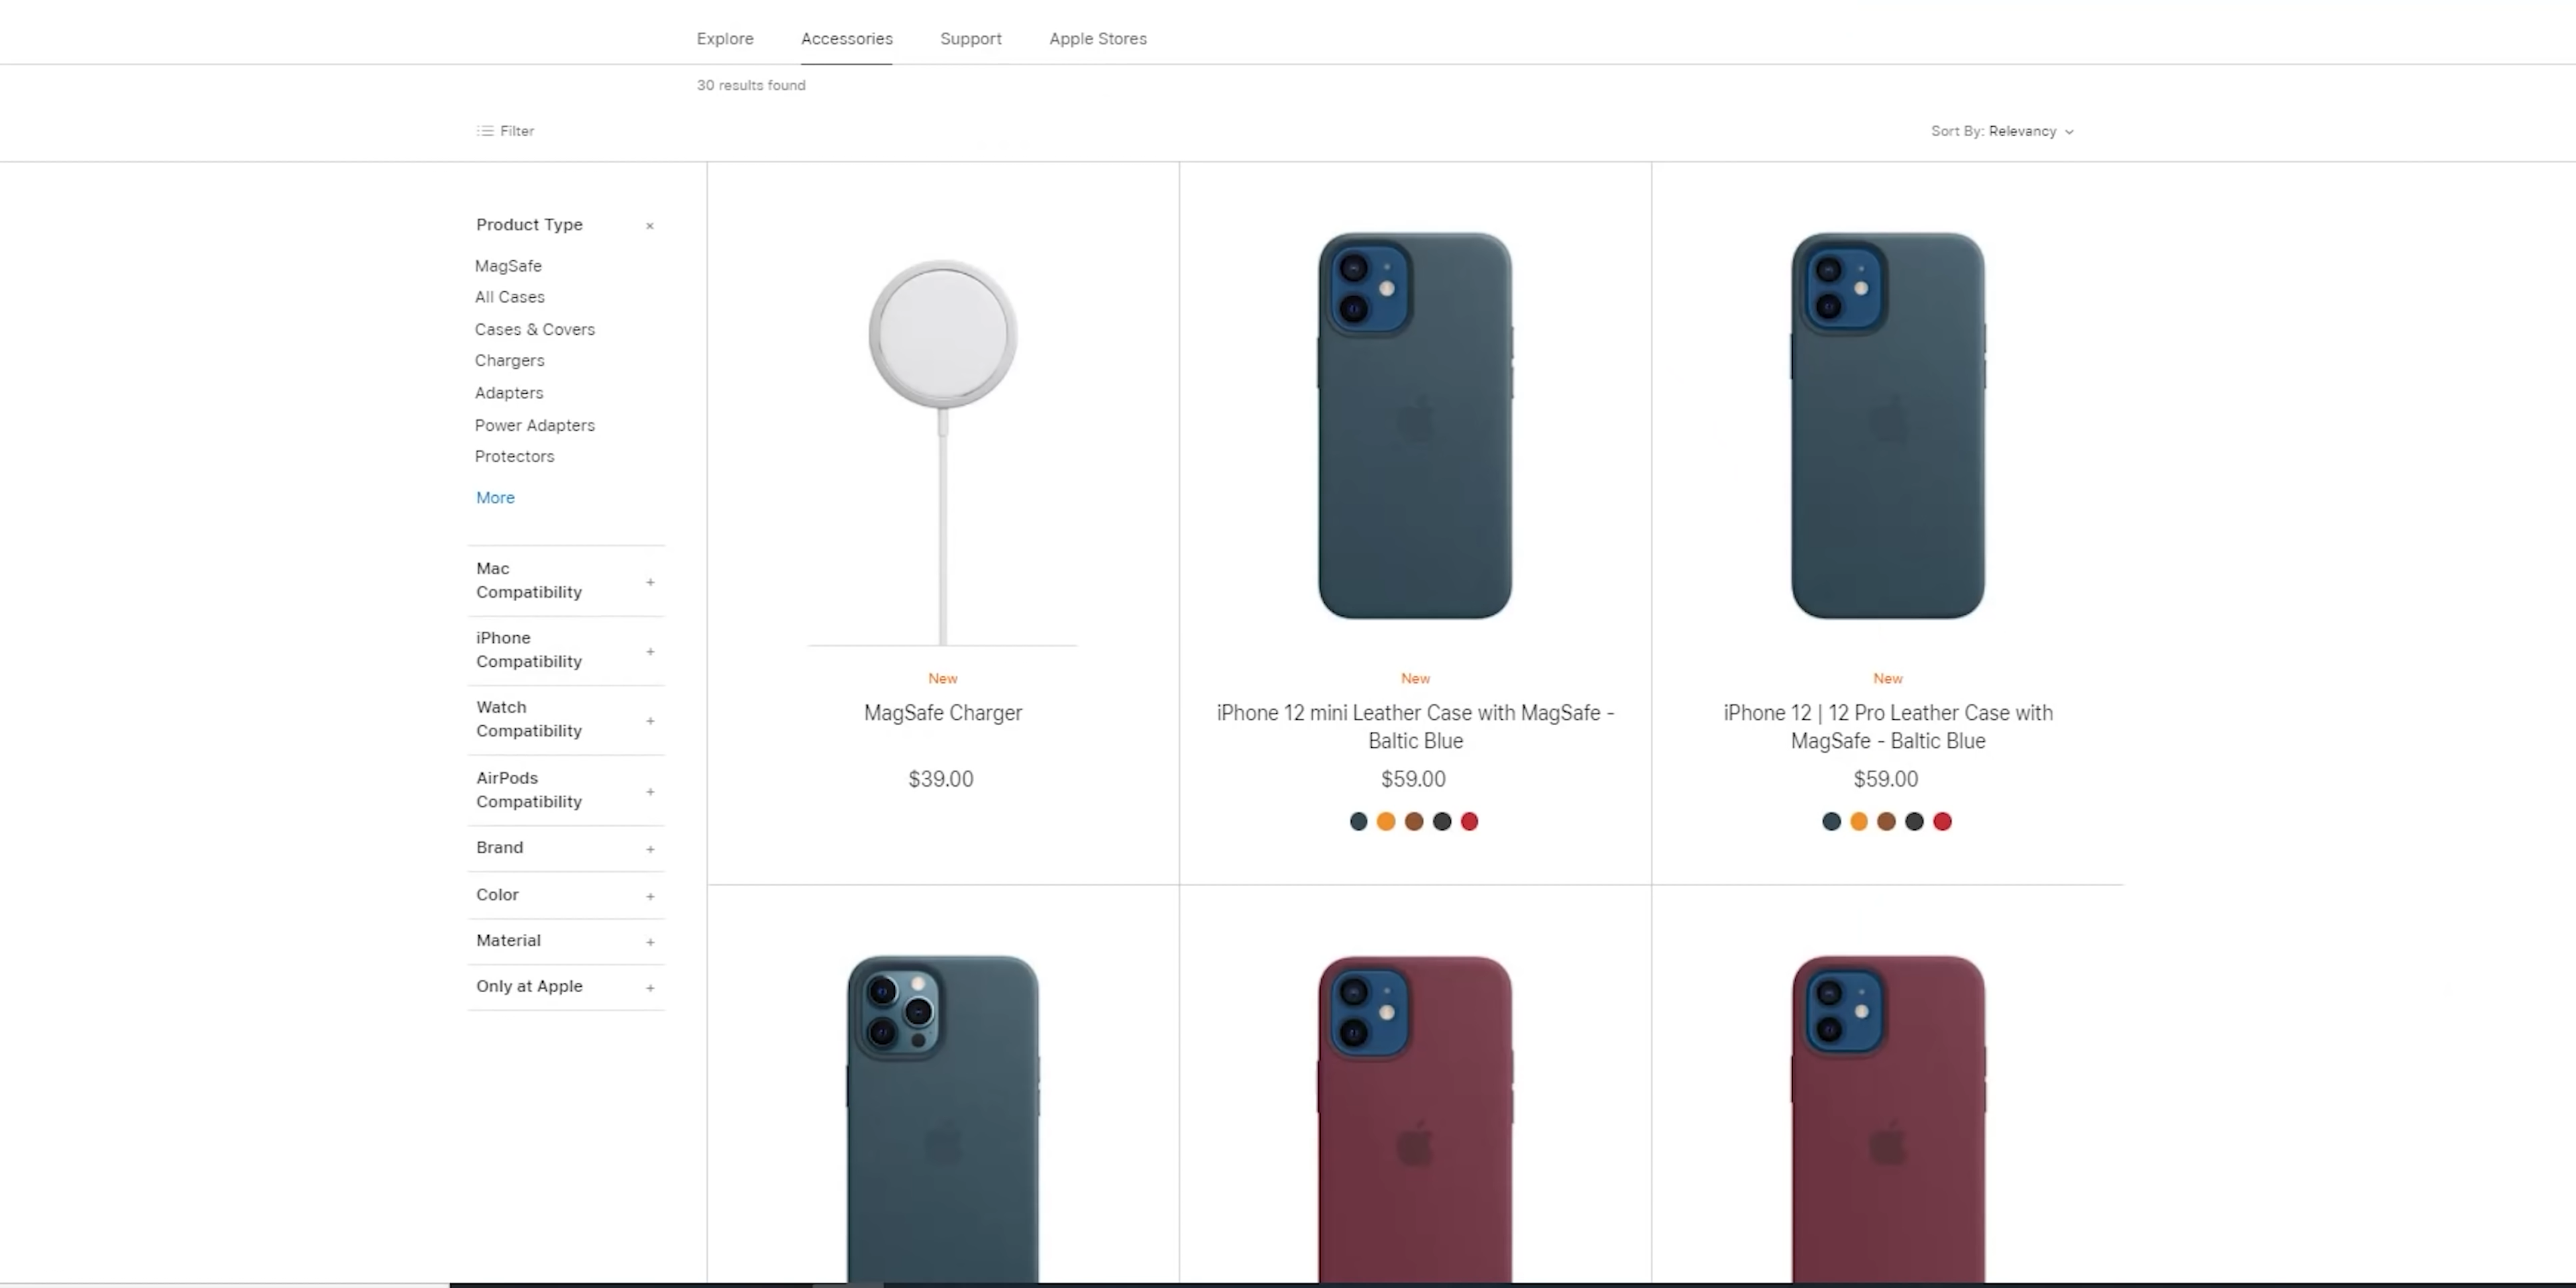 Explore Accessories Support Apple Stores
30 results found
Filter
Sort By: Relevancy
Product Type
MagSafe
All Cases
Cases & Covers
Chargers
Adapters
Power Adapters
Protectors
More
Mac
Compatibility
iPhone
Compatibility
Watch
Compatibility
AirPods
Compatibility
Brand
Color
Material
Only at Apple
New
MagSafe Charger
$39.00
New
iPhone 12 mini Leather Case with MagSafe -
Baltic Blue
$59.00
New
iPhone 12 | 12 Pro Leather Case with
MagSafe - Baltic Blue
$59.00